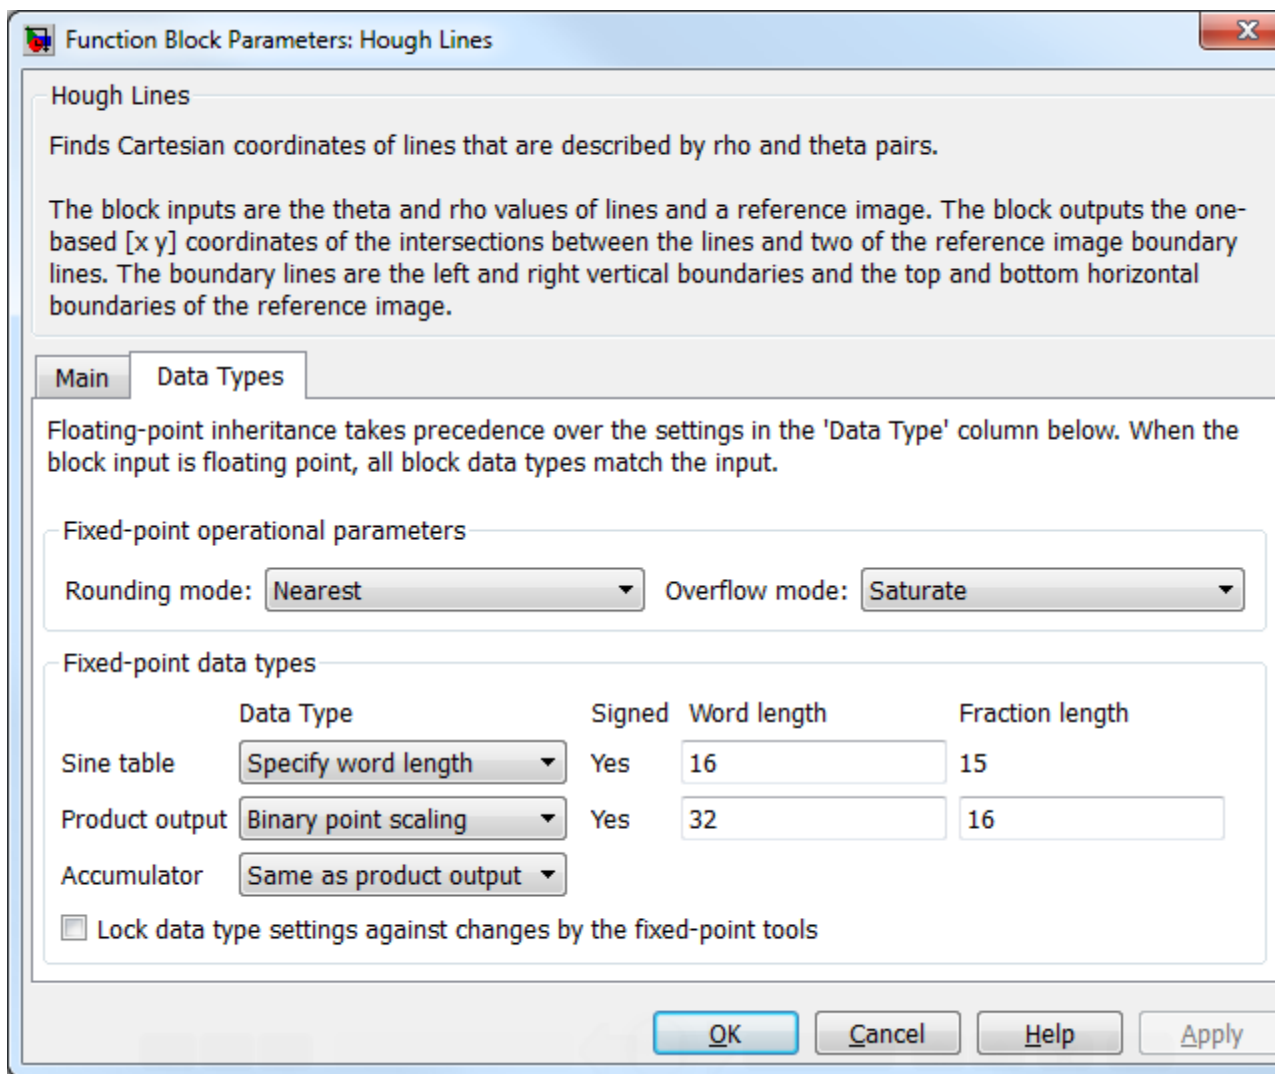 Function Block Parameters: Hough Lines
Hough Lines
Finds Cartesian coordinates of lines that are described by rho and theta pairs.
The block inputs are the theta and rho values of lines and a reference image. The block outputs the one-
based [x y] coordinates of the intersections between the lines and two of the reference image boundary
lines. The boundary lines are the left and right vertical boundaries and the top and bottom horizontal
boundaries of the reference image.
Main Data Types
Floating-point inheritance takes precedence over the settings in the 'Data Type' column below. When the
block input is floating point, all block data types match the input.
Fixed-point operational parameters
Rounding mode: Nearest Overflow mode: Saturate
Fixed-point data types
Data Type Signed Word length Fraction length
Sine table Specify word length Yes 16 15
Product output Binary point scaling Yes 32 16
Accumulator Same as product output
Lock data type settings against changes by the fixed-point tools
OK Cancel Help Apply